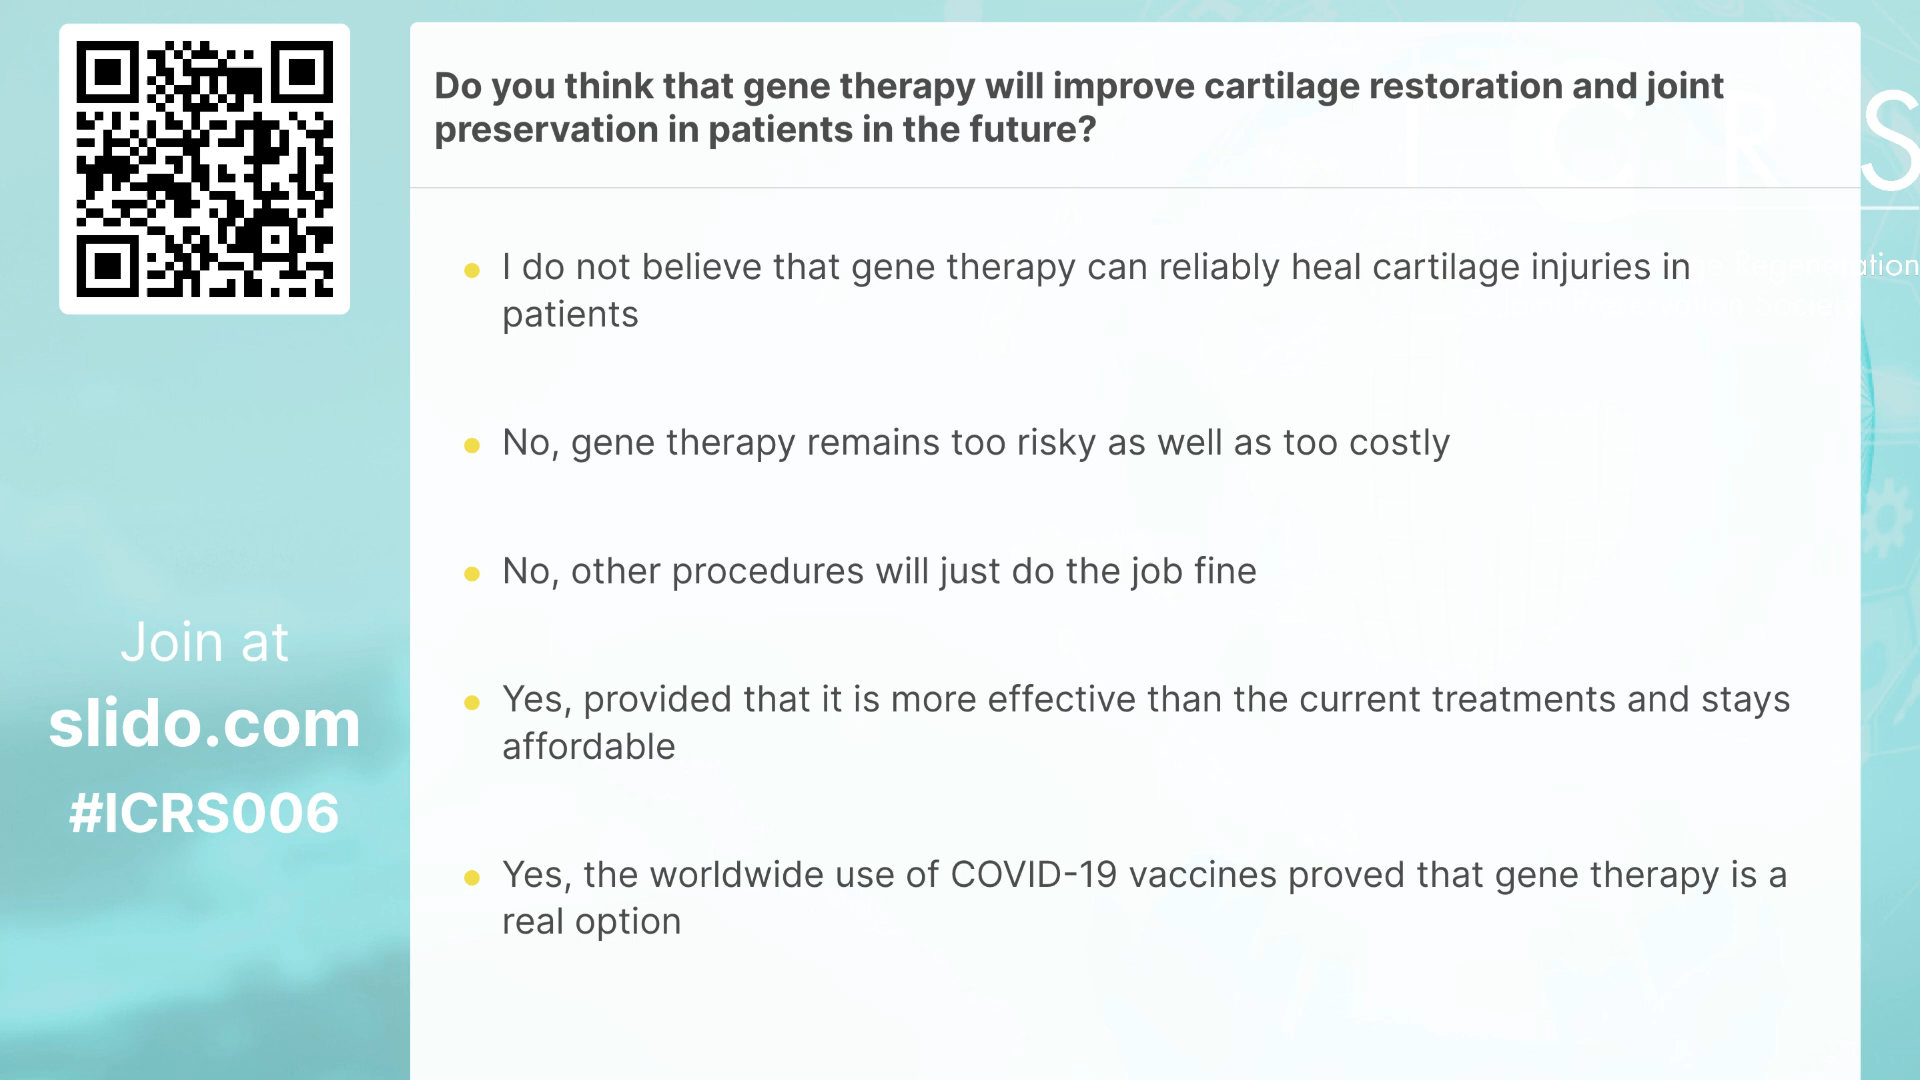 Do you think that gene therapy will improve cartilage restoration and joint
preservation in patients in the future?
I do not believe that gene therapy can reliably heal cartilage injuries in
patients
No, gene therapy remains too risky as well as too costly
No, other procedures will just do the job fine
Yes, provided that it is more effective than the current treatments and stays
affordable
Yes, the worldwide use of COVID-19 vaccines proved that gene therapy is a
real option
Join at
slido.com
#ICRS006
I C R S